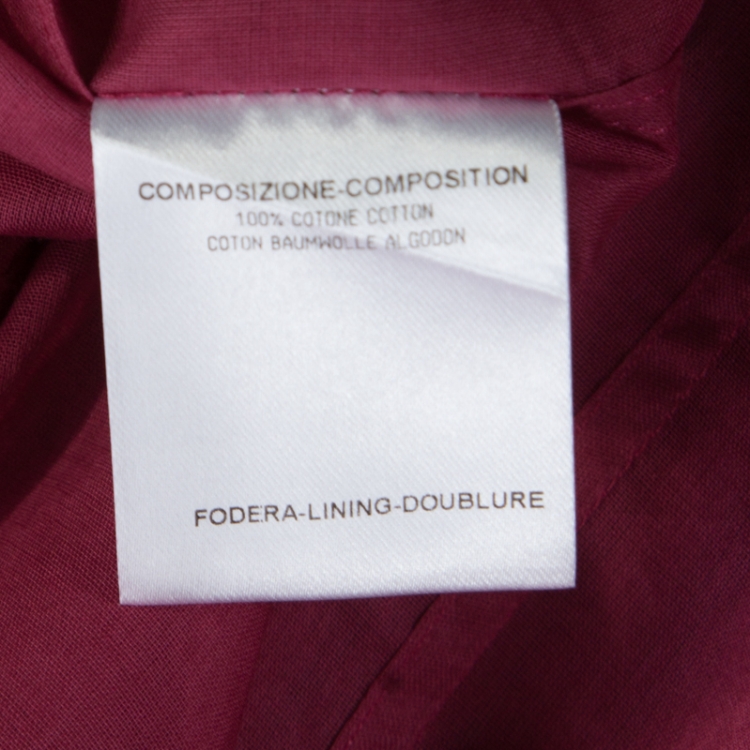 COMPOSIZIONE-COMPOSITION
100% COTONE COTTON
COTON BAUMWOLLE ALGODON
FODERA-LINING-DOUBLURE